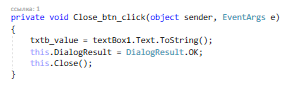 ссылка: 1
private void Close_btn_click(object sender, EventArgs e)
{
txtb_value = textBox1.Text.ToString();
this.DialogResult = DialogResult.OK;
this.Close();
}